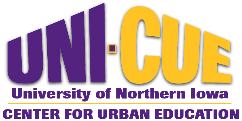 UNI-CUE
University of Northern Iowa
CENTER FOR URBAN EDUCATION